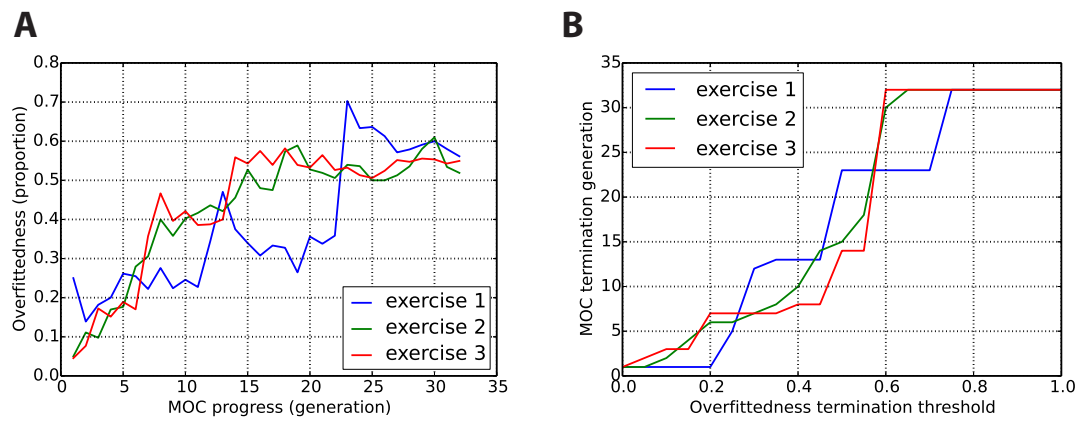 A
B
0.8
0.7
0.6
0.5
0.4
0.3
0.2
0.1
0.0
Overfittedness (proportion)
0 5 10 15 20 25 30 35
MOC progress (generation)
exercise 1
exercise 2
exercise 3
35
30
25
20
15
10
5
0
MOC termination generation
exercise 1
exercise 2
exercise 3
0.0 0.2 0.4 0.6 0.8 1.0
Overfittedness termination threshold